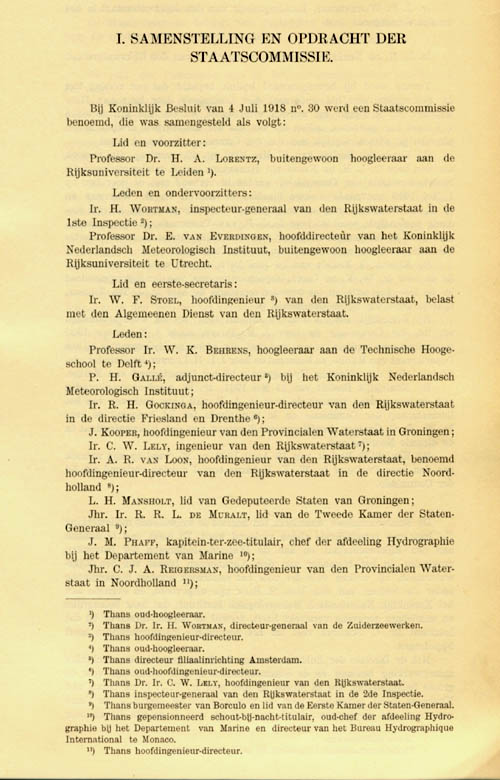 I. SAMENSTELLING EN OPDRACHT DER
STAATSCOMMISSIE.
Bij Koninklijk Besluit van 4 Juli 1918 nº. 30 werd een Staatscommissie
benoemd, die was samengesteld als volgt:
Lid en voorzitter:
Professor Dr. H. A. LORENTZ, buitengewoon hoogleeraar aan de
Rijksuniversiteit te Leiden ¹).
Leden en ondervoorzitters:
Ir. H. WORTMAN, inspecteur-generaal van den Rijkswaterstaat in de
1ste Inspectie ²);
Professor Dr. E. VAN EVERDINGEN, hoofddirecteur van het Koninklijk
Nederlandsch Meteorologisch Instituut, buitengewoon hoogleeraar aan de
Rijksuniversiteit te Utrecht.
Lid en eerste-secretaris:
Ir. W. F. STOEL, hoofdingenieur ³) van den Rijkswaterstaat, belast
met den Algemeenen Dienst van den Rijkswaterstaat.
Leden:
Professor Ir. W. K. BEHRENS, hoogleeraar aan de Technische Hooge-
school te Delft ⁴);
P. H. GALLÉ, adjunct-directeur ⁵) bij het Koninklijk Nederlandsch
Meteorologisch Instituut;
Ir. R. H. GOCKINGA, hoofdingenieur-directeur van den Rijkswaterstaat
in de directie Friesland en Drenthe ⁶);
J. KOOPER, hoofdingenieur van den Provincialen Waterstaat in Groningen;
Ir. C. W. LELY, ingenieur van den Rijkswaterstaat ⁷);
Ir. A. R. VAN LOON, hoofdingenieur van den Rijkswaterstaat, benoemd
hoofdingenieur-directeur van den Rijkswaterstaat in de directie Noord-
holland ⁸);
L. H. MANSHOLT, lid van Gedeputeerde Staten van Groningen;
Jhr. Ir. R. R. L. DE MURALT, lid van de Tweede Kamer der Staten-
Generaal ⁹);
J. M. PHAFF, kapitein-ter-zee-titulair, chef der afdeeling Hydrographie
bij het Departement van Marine ¹⁰);
Jhr. C. J. A. REIGERSMAN, hoofdingenieur van den Provincialen Water-
staat in Noordholland ¹¹);
¹) Thans oud-hoogleeraar.
²) Thans Dr. Ir. H. WORTMAN, directeur-generaal van de Zuiderzeewerken.
³) Thans hoofdingenieur-directeur.
⁴) Thans oud-hoogleeraar.
⁵) Thans directeur filiaalinrichting Amsterdam.
⁶) Thans oud-hoofdingenieur-directeur.
⁷) Thans Dr. Ir. C. W. LELY, hoofdingenieur van den Rijkswaterstaat.
⁸) Thans inspecteur-generaal van den Rijkswaterstaat in de 2de Inspectie.
⁹) Thans burgemeester van Borculo en lid van de Eerste Kamer der Staten-Generaal.
¹⁰) Thans gepensionneerd schout-bij-nacht-titulair, oud-chef der afdeeling Hydro-
graphie bij het Departement van Marine en directeur van het Bureau Hydrographique
International te Monaco.
¹¹) Thans hoofdingenieur-directeur.